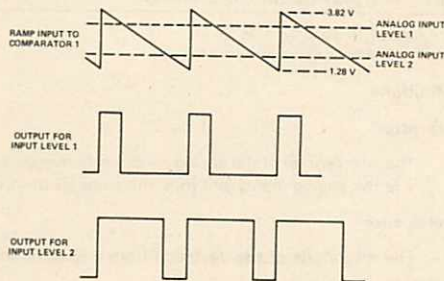 3.82 V
RAMP INPUT TO
COMPARATOR 1
ANALOG INPUT
LEVEL 1
ANALOG INPUT
LEVEL 2
1.28 V
OUTPUT FOR
INPUT LEVEL 1
OUTPUT FOR
INPUT LEVEL 2